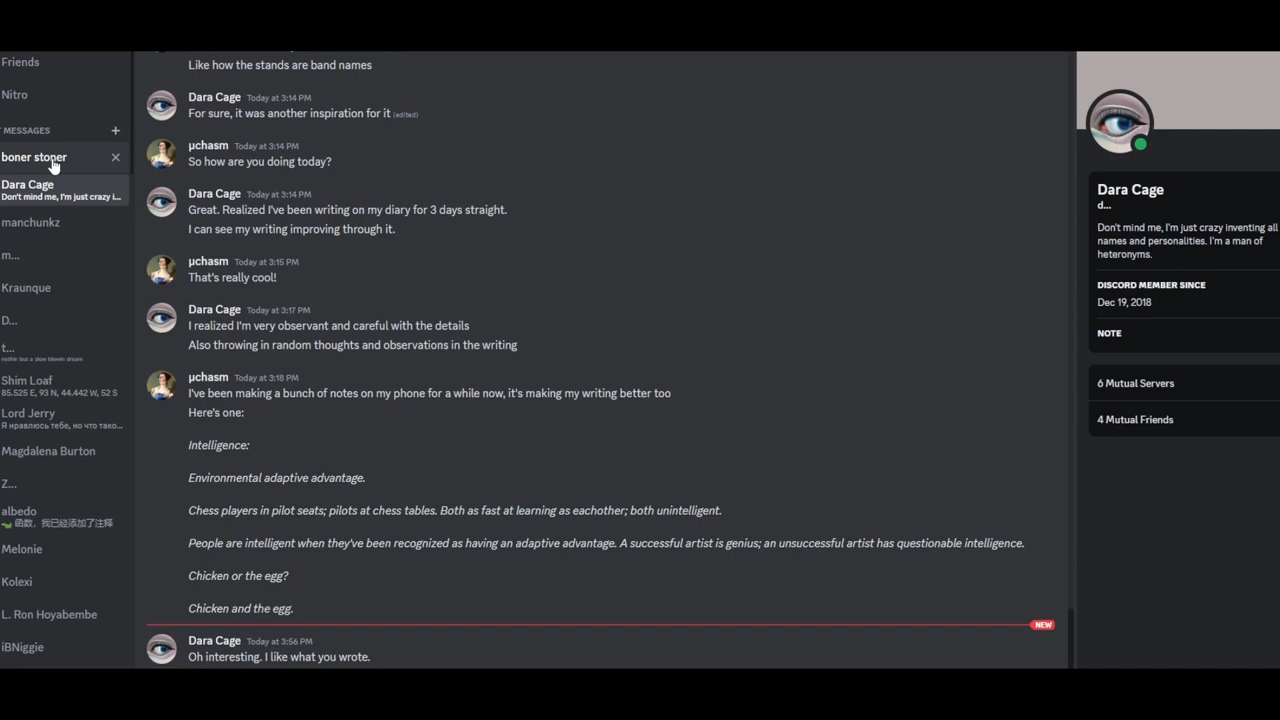 Friends
Nitro
MESSAGES
boner stoner
Dara Cage
Don't mind me, I'm just crazy i...
manchunkz
m...
Kraunque
D...
t...
nothin but a slow blowin dream
Shim Loaf
85.525 E, 93 N, 44.442 W, 52 S
Lord Jerry
Я нравлюсь тебе, но что тако...
Magdalena Burton
Z...
albedo
函数，我已经添加了注释
Melonie
Kolexi
L. Ron Hoyabembe
iBNiggie
Like how the stands are band names
Dara Cage Today at 3:14 PM
For sure, it was another inspiration for it (edited)
μchasm Today at 3:14 PM
So how are you doing today?
Dara Cage Today at 3:14 PM
Great. Realized I've been writing on my diary for 3 days straight.
I can see my writing improving through it.
μchasm Today at 3:15 PM
That's really cool!
Dara Cage Today at 3:17 PM
I realized I'm very observant and careful with the details
Also throwing in random thoughts and observations in the writing
μchasm Today at 3:18 PM
I've been making a bunch of notes on my phone for a while now, it's making my writing better too
Here's one:
Intelligence:
Environmental adaptive advantage.
Chess players in pilot seats; pilots at chess tables. Both as fast at learning as eachother; both unintelligent.
People are intelligent when they've been recognized as having an adaptive advantage. A successful artist is genius; an unsuccessful artist has questionable intelligence.
Chicken or the egg?
Chicken and the egg.
NEW
Dara Cage Today at 3:56 PM
Oh interesting. I like what you wrote.
Dara Cage
d...
Don't mind me, I'm just crazy inventing all
names and personalities. I'm a man of
heteronyms.
DISCORD MEMBER SINCE
Dec 19, 2018
NOTE
6 Mutual Servers
4 Mutual Friends